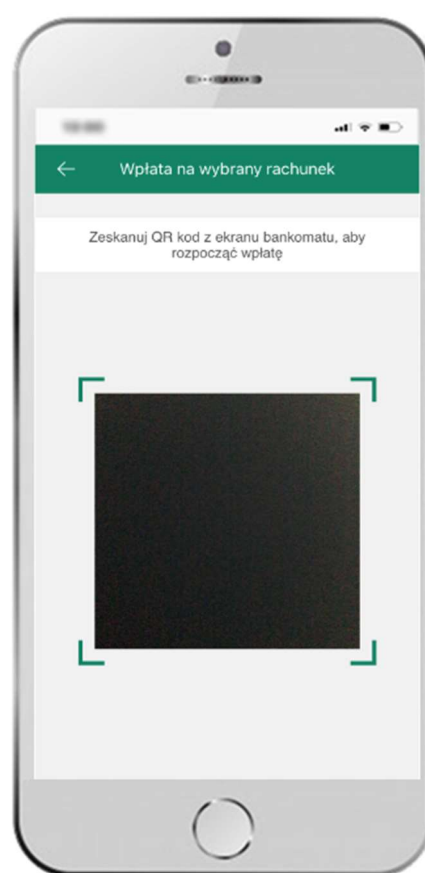 Wpłata na wybrany rachunek
Zeskanuj QR kod z ekranu bankomatu, aby
rozpocząć wpłatę